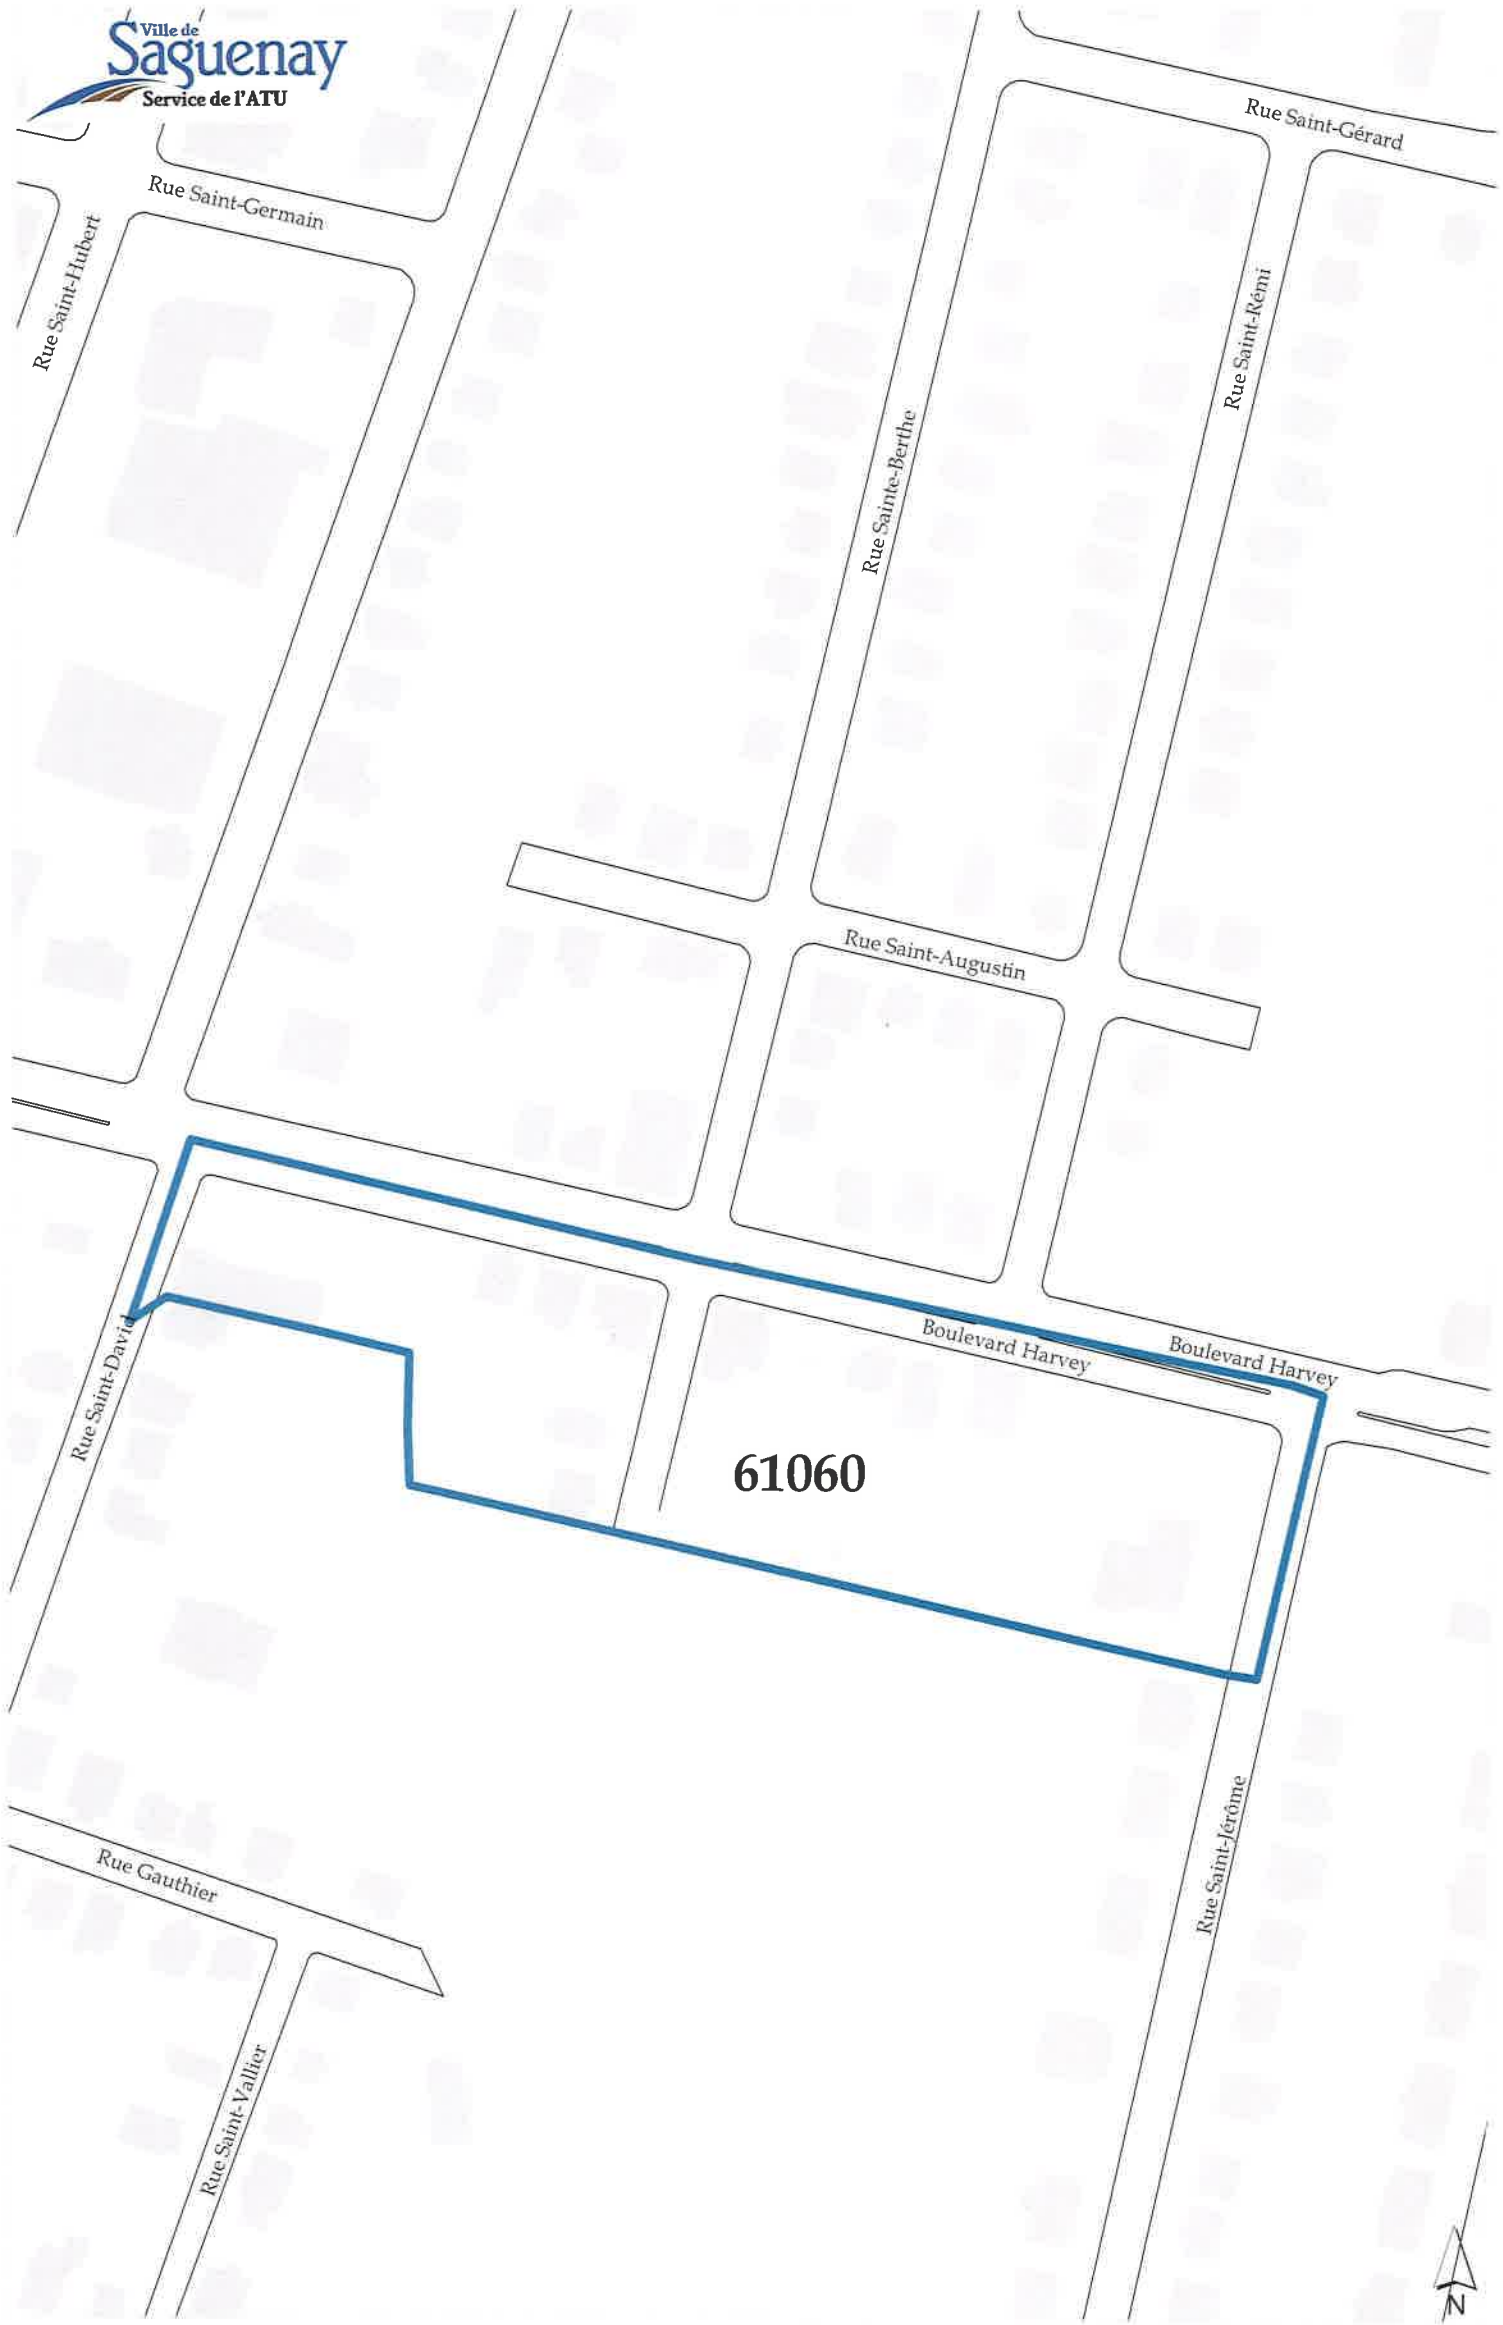 Ville de
Saguenay
Service de l'ATU
Rue Saint-Gérard
Rue Saint-Germain
Rue Saint-Hubert
Rue Saint-Rémi
Rue Sainte-Berthe
Rue Saint-Augustin
Boulevard Harvey
Boulevard Harvey
Rue Saint-David
61060
Rue Saint-Jérôme
Rue Gauthier
Rue Saint-Vallier
N